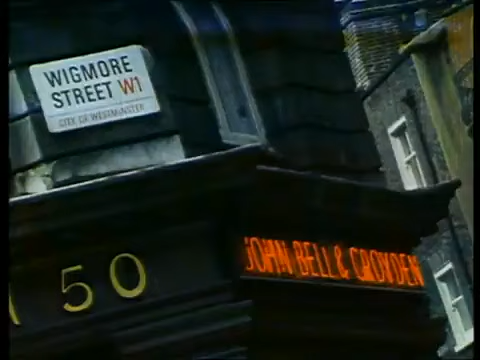 WIGMORE
STREET W1
CITY OF WESTMINSTER
50
JOHN BELL & CROYDEN